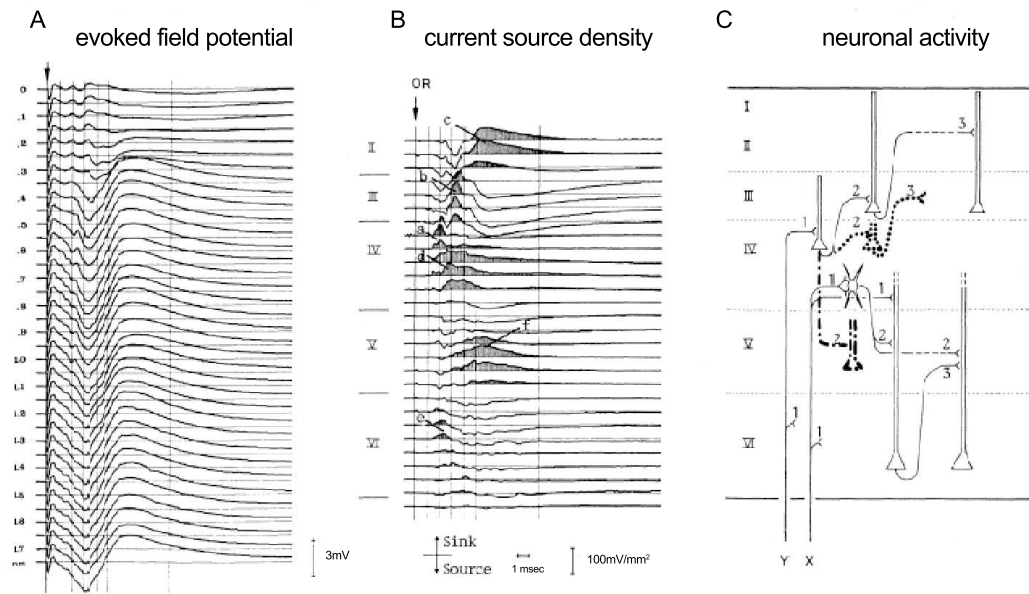 A
evoked field potential
B
current source density
C
neuronal activity
0
.1
.2
.3
.4
.5
.6
.7
.8
.9
1.0
1.1
1.2
1.3
1.4
1.5
1.6
1.7
mm
3mV
OR
II
III
IV
V
VI
c
b
a
d
f
e
Sink
Source
1 msec
100mV/mm²
I
II
III
IV
V
VI
3
2
3
1
2
1
1
2
2
2
3
1
1
Y X